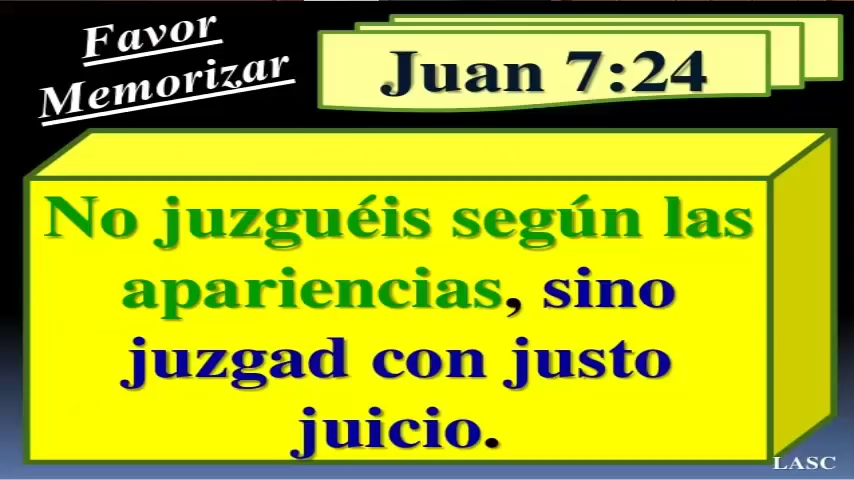 Favor
Memorizar
Juan 7:24
No juzguéis según las
apariencias, sino
juzgad con justo
juicio.
LASC